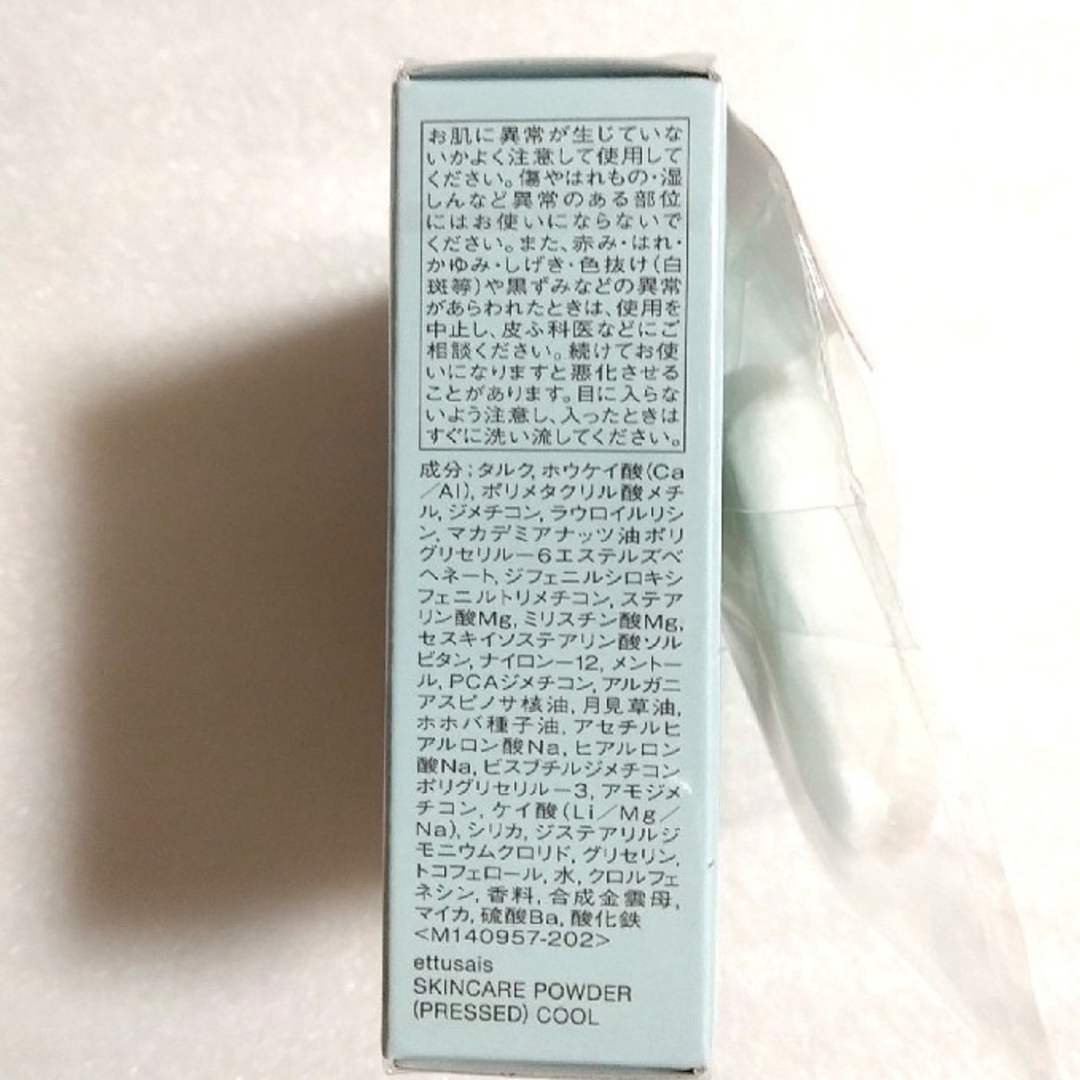 お肌に異常が生じていな
いかよく注意して使用して
ください。傷やはれもの・湿
しんなど異常のある部位
にはお使いにならないで
ください。また、赤み・はれ・
かゆみ・しげき・色抜け(白
斑等)や黒ずみなどの異常
があらわれたときは、使用を
中止し、皮ふ科医などにご
相談ください。続けてお使
いになりますと悪化させる
ことがあります。目に入らな
いよう注意し、入ったときは
すぐに洗い流してください。
成分:タルク, ホウケイ酸(Ca
/Al), ポリメタクリル酸メチ
ル, ジメチコン, ラウロイルリシ
ン, マカデミアナッツ油ポリ
グリセリル-6エステルズベ
ヘネート, ジフェニルシロキシ
フェニルトリメチコン, ステア
リン酸Mg, ミリスチン酸Mg,
セスキイソステアリン酸ソル
ビタン, ナイロン-12, メントー
ル, PCAジメチコン, アルガニ
アスピノサ核油, 月見草油,
ホホバ種子油, アセチルヒ
アルロン酸Na, ヒアルロン
酸Na, ビスブチルジメチコン
ポリグリセリル-3, アモジメ
チコン, ケイ酸(Li/Mg/
Na), シリカ, ジステアリルジ
モニウムクロリド, グリセリン,
トコフェロール, 水, クロルフェ
ネシン, 香料, 合成金雲母,
マイカ, 硫酸Ba, 酸化鉄
<M140957-202>
ettusais
SKINCARE POWDER
(PRESSED) COOL